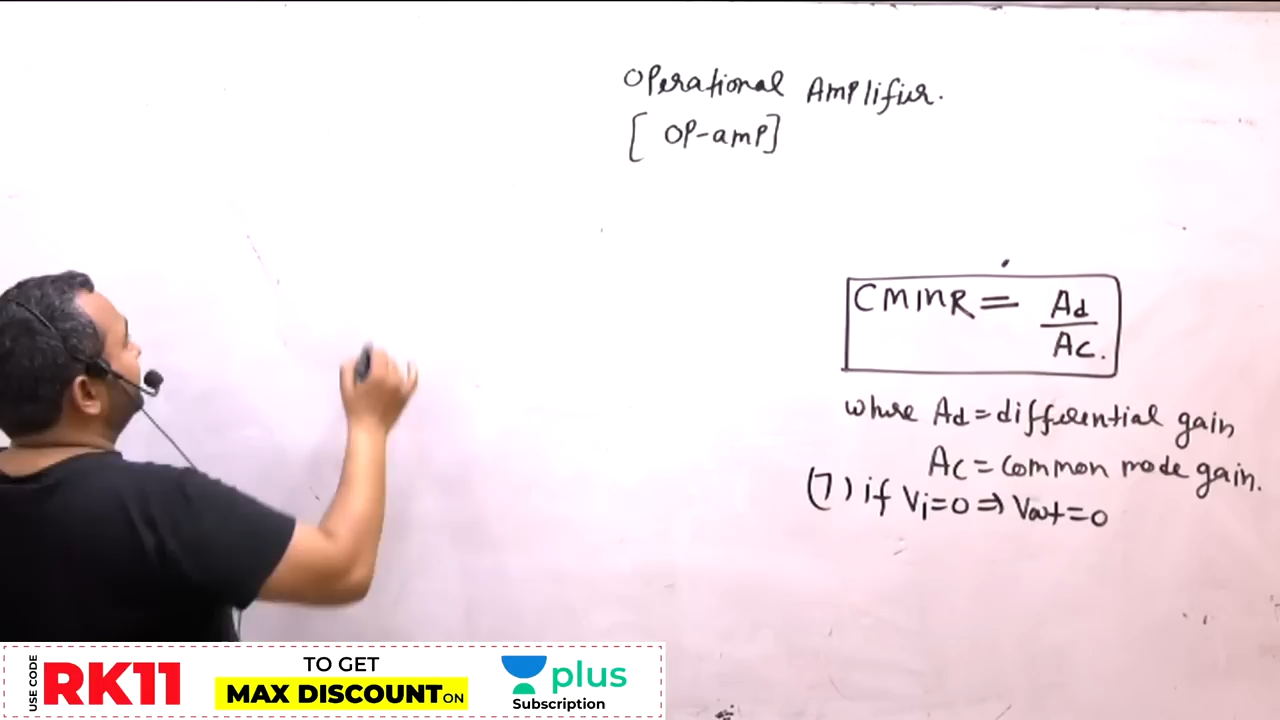 Operational Amplifier.
[ OP-amp]
CMRR = Ad / Ac.
where Ad = differential gain
Ac = Common mode gain.
(7) if Vi=0 ⇒ Vout=0
USE CODE
RK11
TO GET
MAX DISCOUNT ON
plus
Subscription